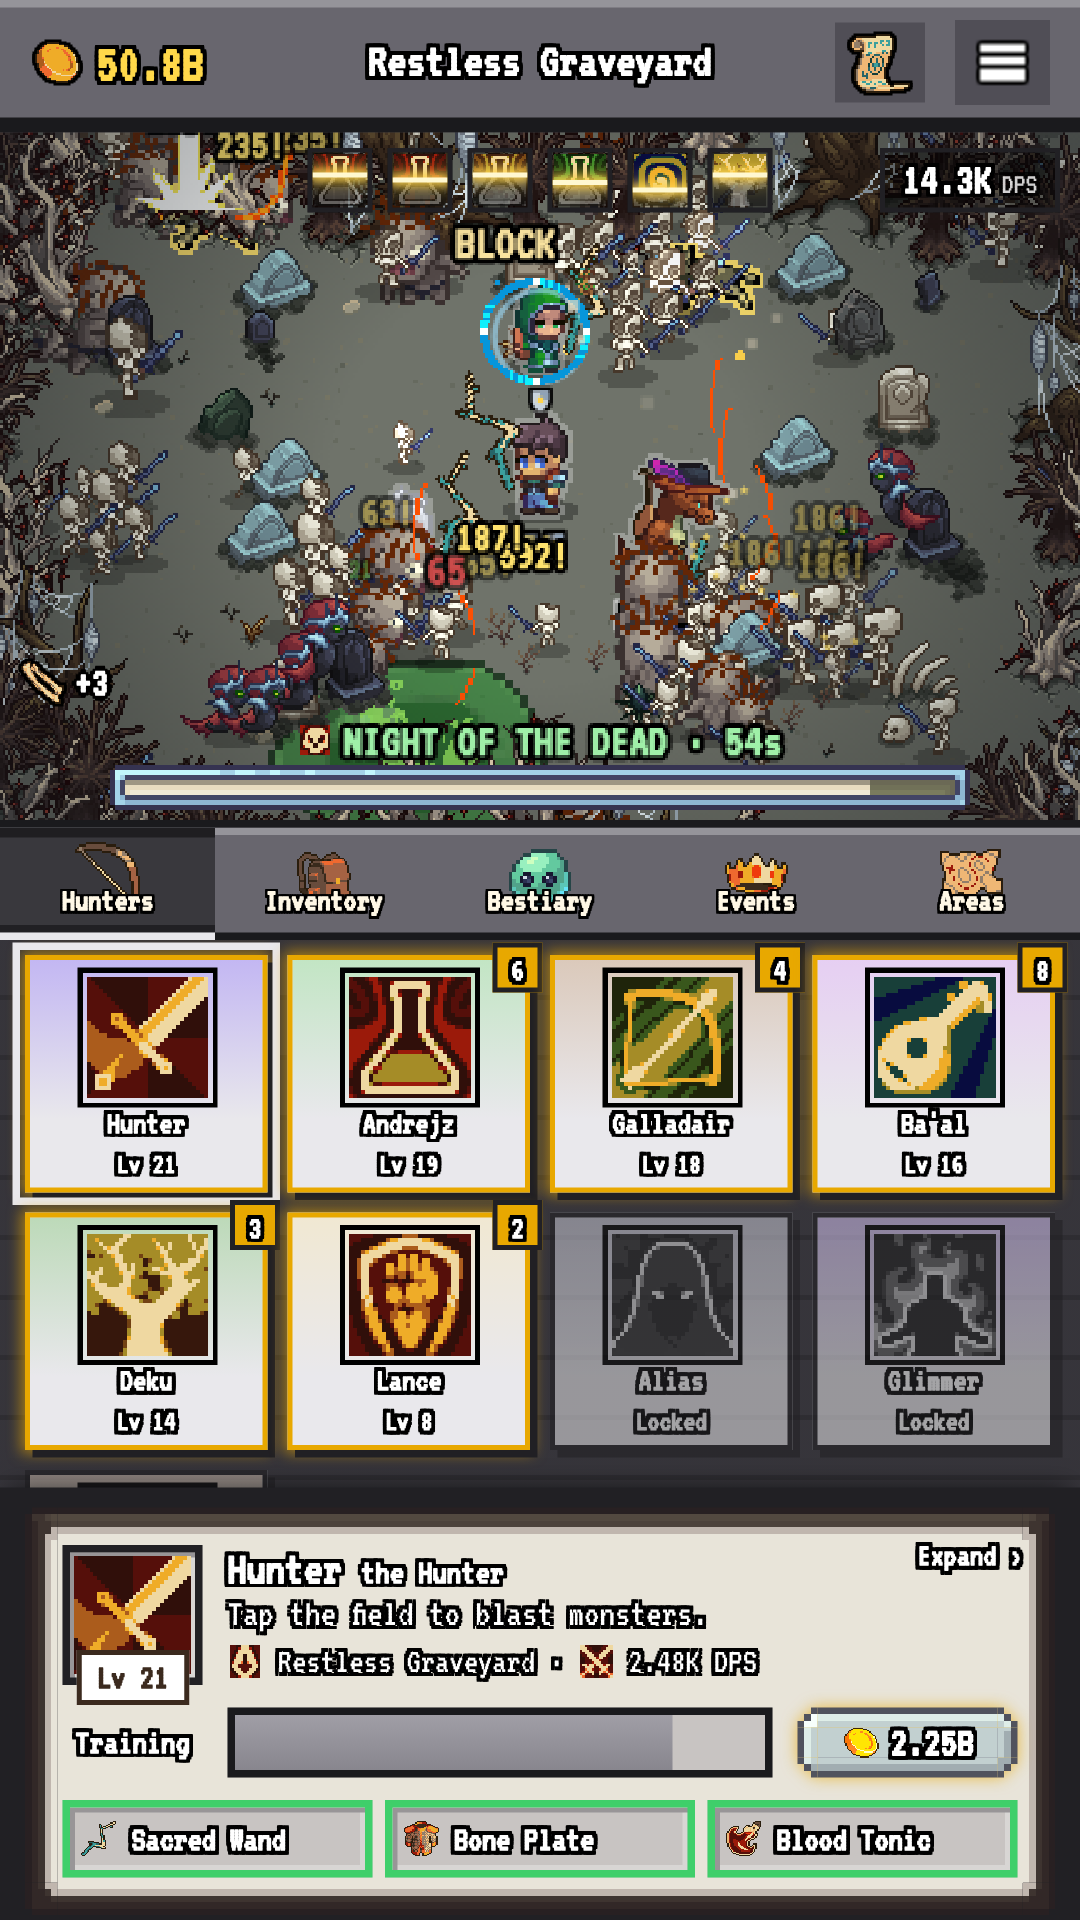 50.8B
Restless Graveyard
235!
14.3K DPS
BLOCK
63!
187!
592!
65
186!
186!
186!
+3
NIGHT OF THE DEAD · 54s
Hunters
Inventory
Bestiary
Events
Areas
Hunter
Lv 21
6
Andrejz
Lv 19
4
Galladair
Lv 18
8
Ba'al
Lv 16
3
Deku
Lv 14
2
Lance
Lv 8
Alias
Locked
Glimmer
Locked
Hunter the Hunter
Expand ›
Tap the field to blast monsters.
Restless Graveyard · 2.48K DPS
Lv 21
Training
2.25B
Sacred Wand
Bone Plate
Blood Tonic